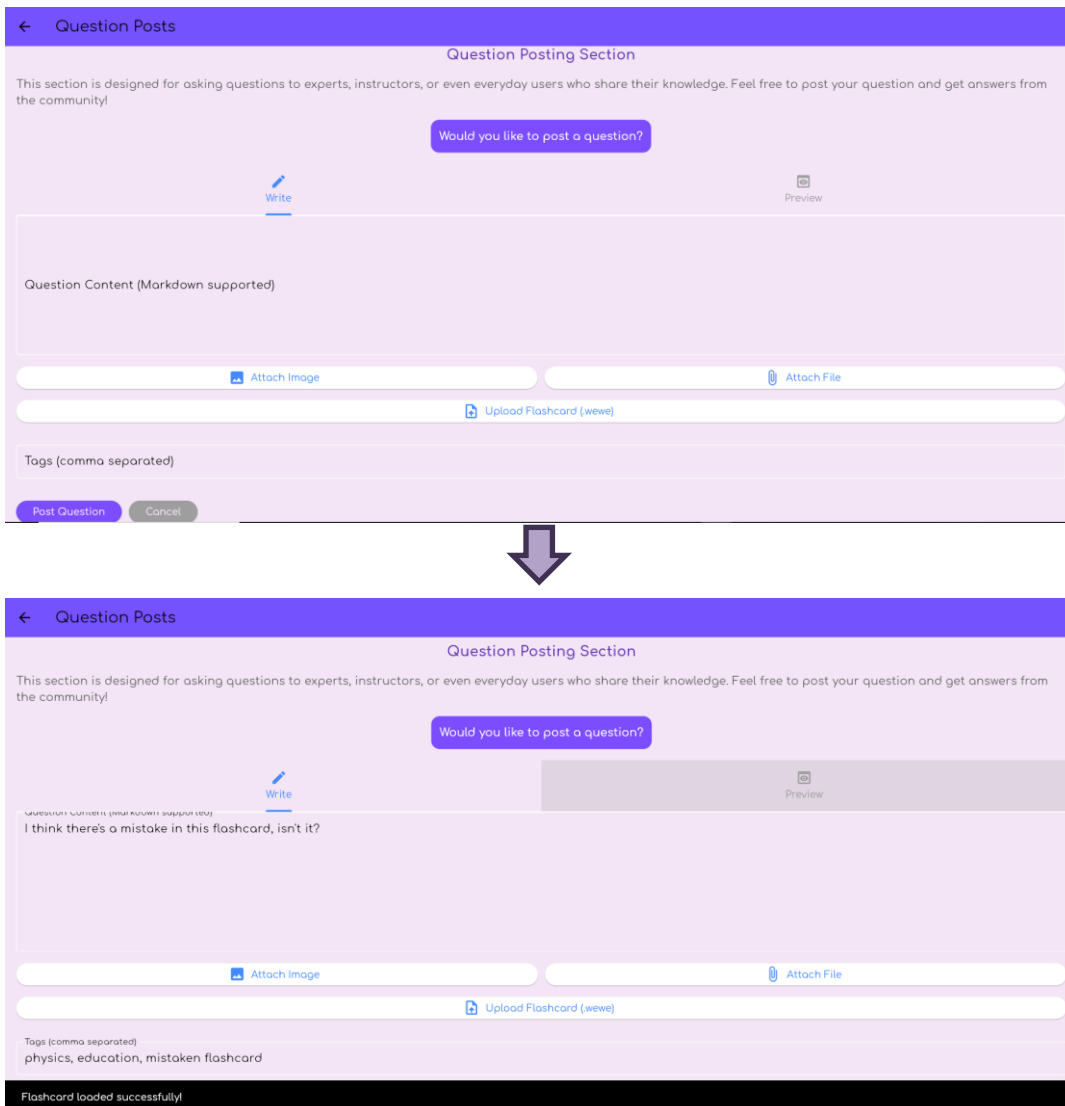 Question Posts
Question Posting Section
This section is designed for asking questions to experts, instructors, or even everyday users who share their knowledge. Feel free to post your question and get answers from
the community!
Would you like to post a question?
Write
Preview
Question Content (Markdown supported)
Attach Image
Attach File
Upload Flashcard (.wewe)
Tags (comma separated)
Post Question
Cancel
Question Posts
Question Posting Section
This section is designed for asking questions to experts, instructors, or even everyday users who share their knowledge. Feel free to post your question and get answers from
the community!
Would you like to post a question?
Write
Preview
Question Content (Markdown supported)
I think there's a mistake in this flashcard, isn't it?
Attach Image
Attach File
Upload Flashcard (.wewe)
Tags (comma separated)
physics, education, mistaken flashcard
Flashcard loaded successfully!